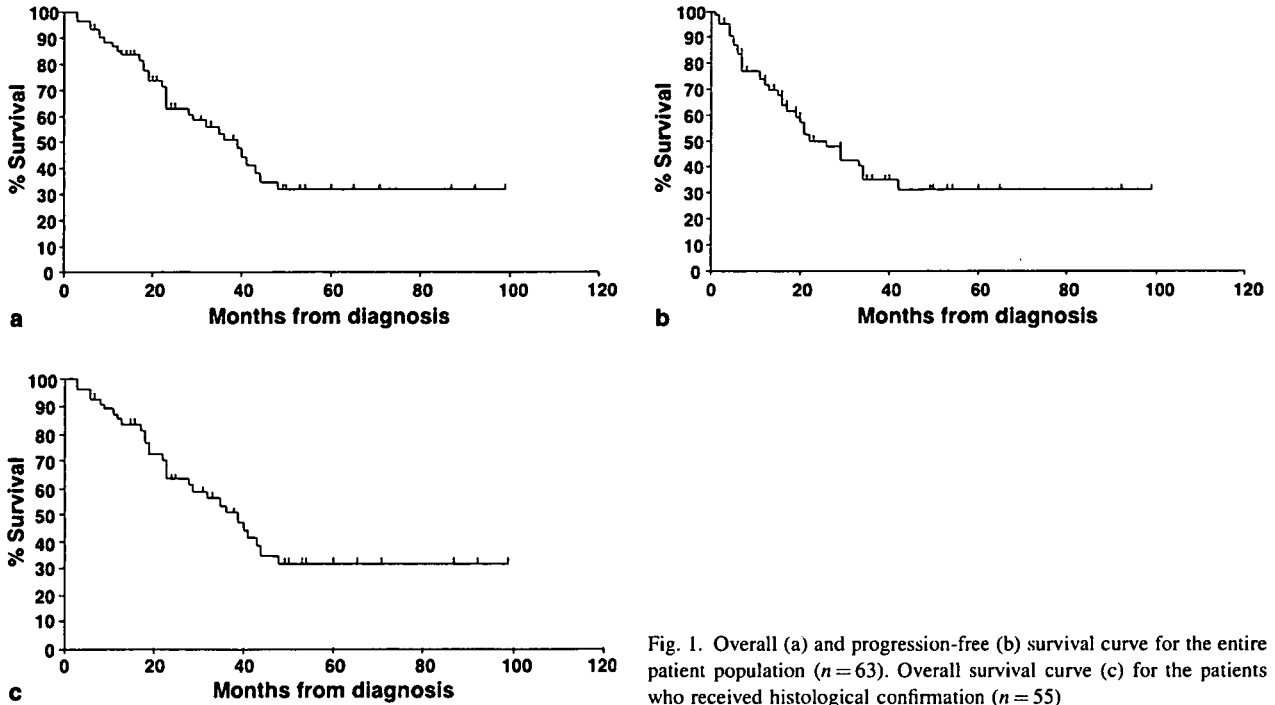 100
90
80
70
60
50
40
30
20
10
0
% Survival
0 20 40 60 80 100 120
Months from diagnosis
a
100
90
80
70
60
50
40
30
20
10
0
% Survival
0 20 40 60 80 100 120
Months from diagnosis
b
100
90
80
70
60
50
40
30
20
10
0
% Survival
0 20 40 60 80 100 120
Months from diagnosis
c
Fig. 1. Overall (a) and progression-free (b) survival curve for the entire
patient population (n = 63). Overall survival curve (c) for the patients
who received histological confirmation (n = 55)